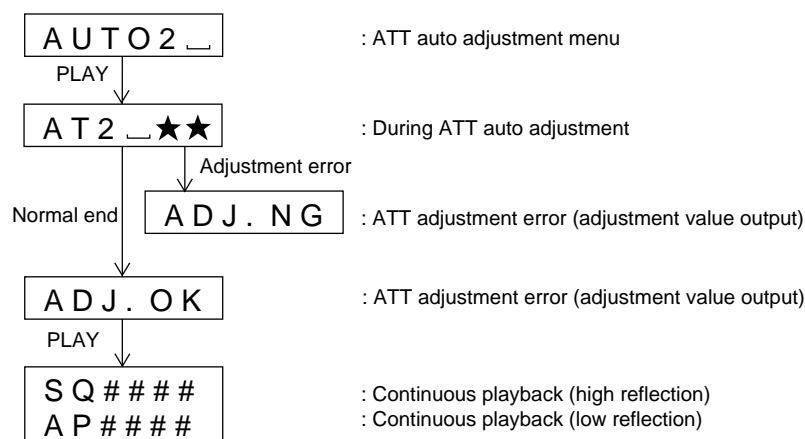 AUTO2⎵ : ATT auto adjustment menu
PLAY
AT2⎵★★ : During ATT auto adjustment
Adjustment error
Normal end
ADJ. NG : ATT adjustment error (adjustment value output)
ADJ. OK : ATT adjustment error (adjustment value output)
PLAY
SQ#### : Continuous playback (high reflection)
AP#### : Continuous playback (low reflection)